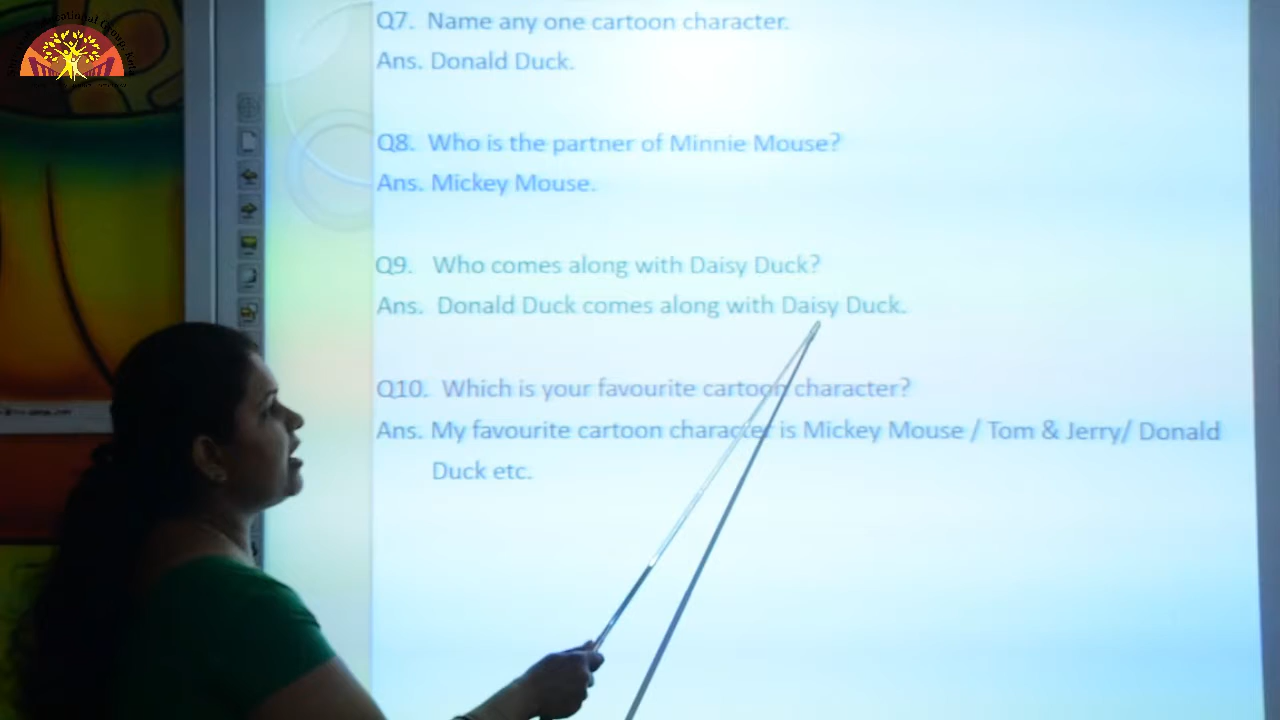 Q7. Name any one cartoon character.
Ans. Donald Duck.
Q8. Who is the partner of Minnie Mouse?
Ans. Mickey Mouse.
Q9. Who comes along with Daisy Duck?
Ans. Donald Duck comes along with Daisy Duck.
Q10. Which is your favourite cartoon character?
Ans. My favourite cartoon character is Mickey Mouse / Tom & Jerry/ Donald
Duck etc.